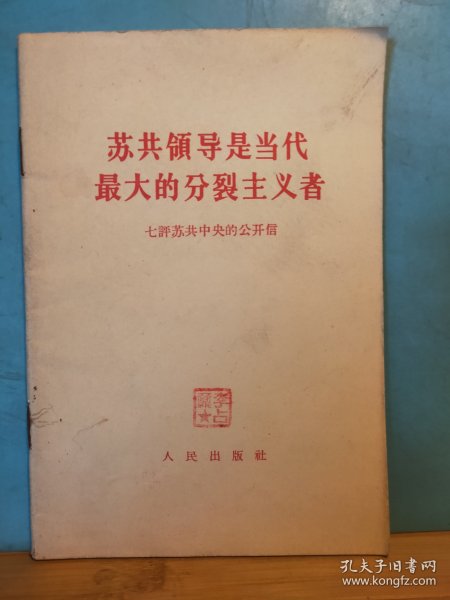 苏共領导是当代
最大的分裂主义者
七評苏共中央的公开信
人民出版社
孔夫子旧书网
www.kongfz.com